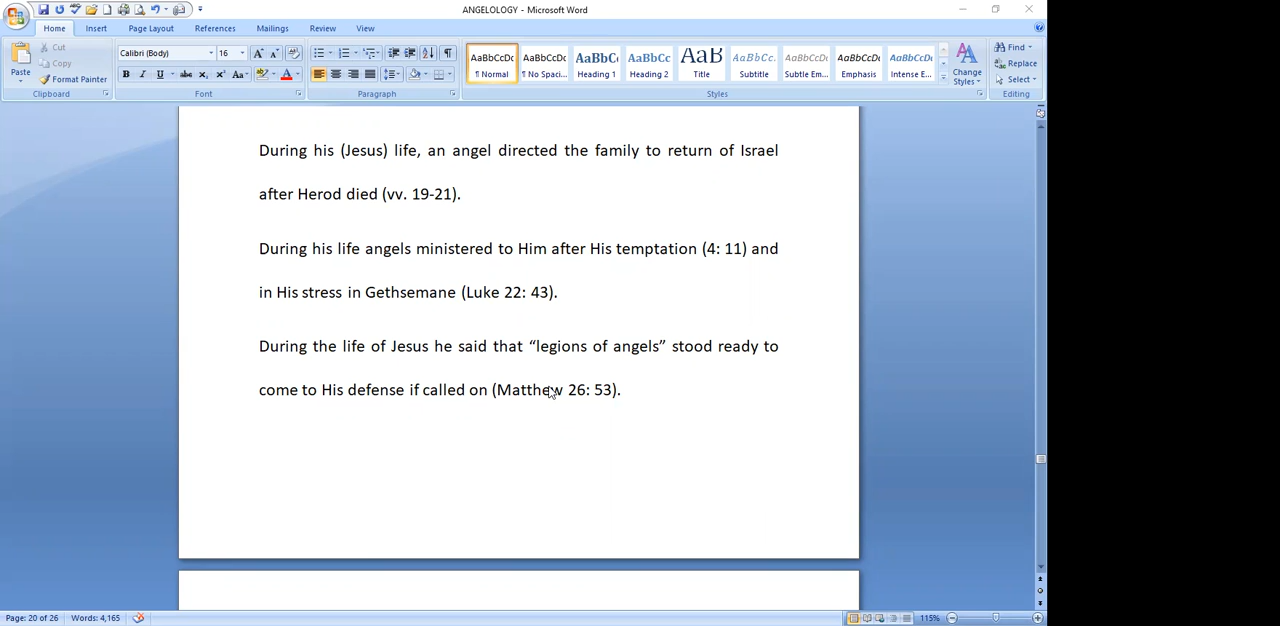 ANGELOLOGY - Microsoft Word
Home Insert Page Layout References Mailings Review View
Paste
Cut
Copy
Format Painter
Clipboard
Calibri (Body) 16
Font
Paragraph
AaBbCcDc AaBbCcDc AaBbC AaBbCc AaB AaBbCc. AaBbCcDc AaBbCcDc AaBbCcDc
¶ Normal ¶ No Spaci... Heading 1 Heading 2 Title Subtitle Subtle Em... Emphasis Intense E...
Styles
Change
Styles
Find
Replace
Select
Editing
During his (Jesus) life, an angel directed the family to return of Israel
after Herod died (vv. 19-21).
During his life angels ministered to Him after His temptation (4: 11) and
in His stress in Gethsemane (Luke 22: 43).
During the life of Jesus he said that “legions of angels” stood ready to
come to His defense if called on (Matthew 26: 53).
Page: 20 of 26 Words: 4,165 115%